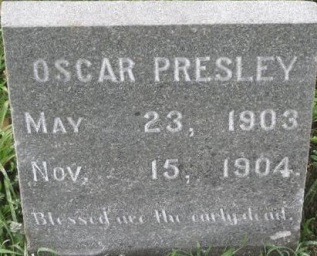 OSCAR PRESLEY
MAY 23, 1903
NOV. 15, 1904.
Blessed are the early dead.